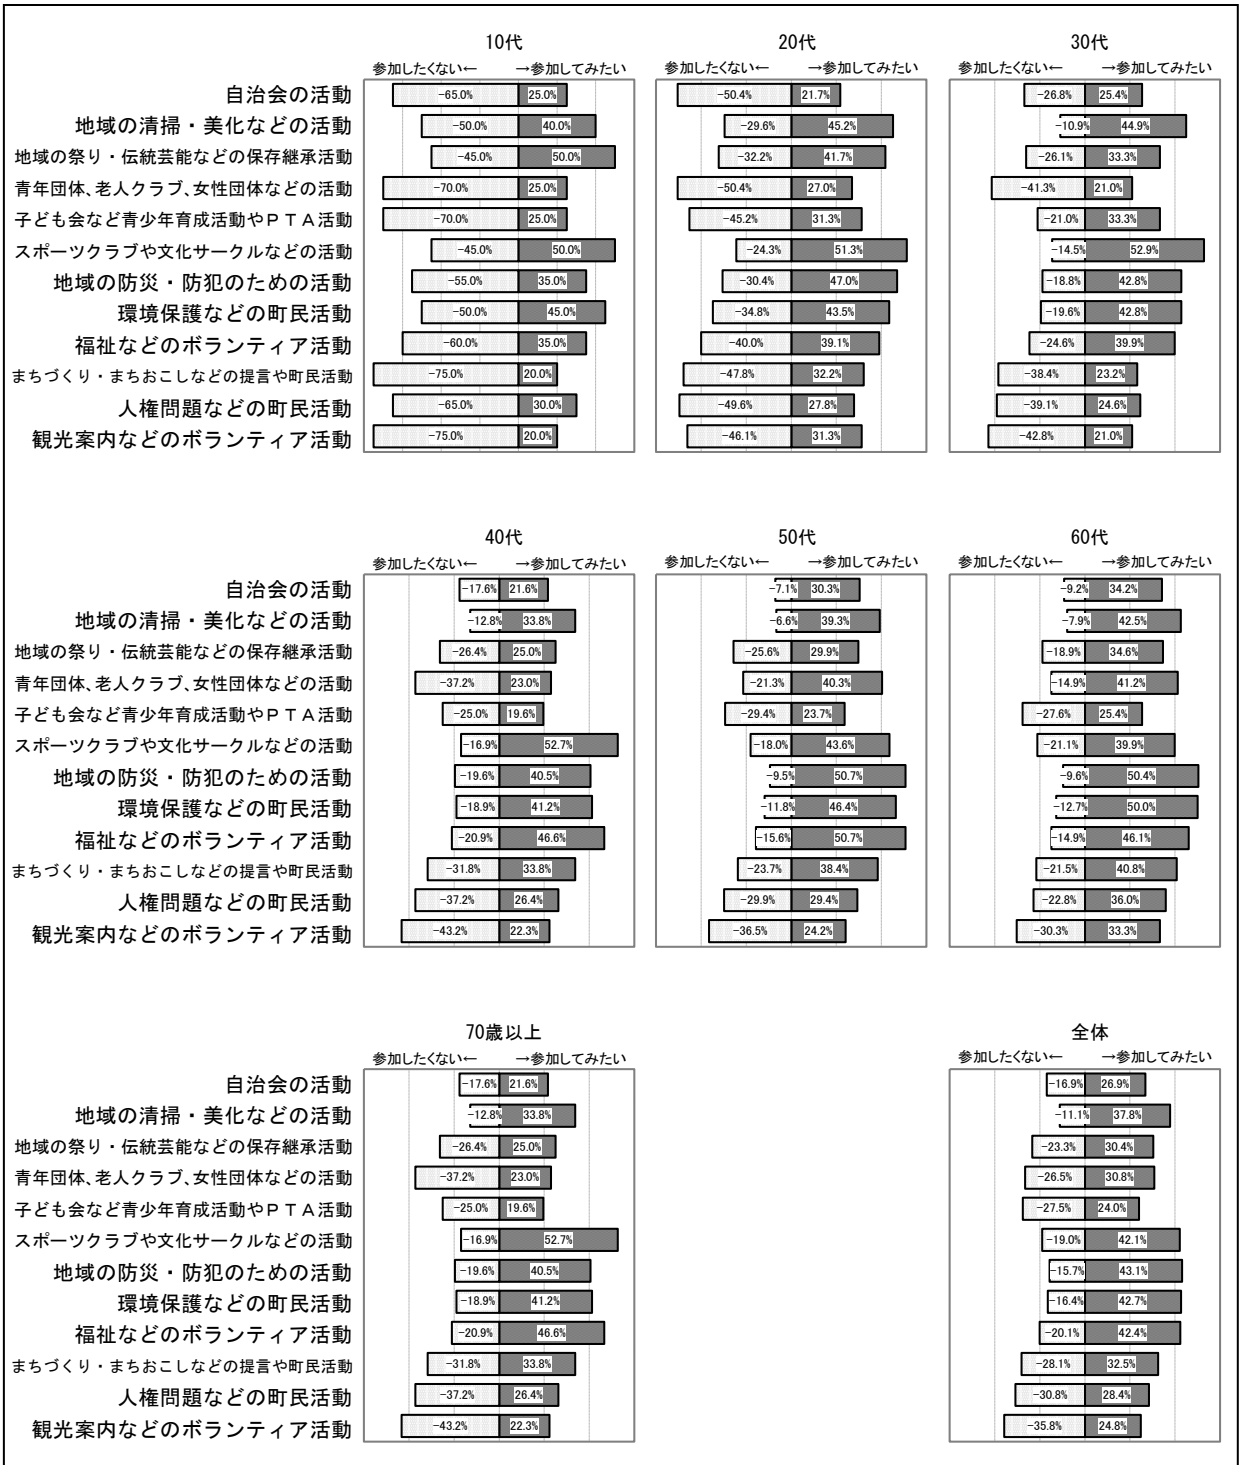 10代 20代 30代
参加したくない← →参加してみたい 参加したくない← →参加してみたい 参加したくない← →参加してみたい
自治会の活動 -65.0% 25.0% -50.4% 21.7% -26.8% 25.4%
地域の清掃・美化などの活動 -50.0% 40.0% -29.6% 45.2% -10.9% 44.9%
地域の祭り・伝統芸能などの保存継承活動 -45.0% 50.0% -32.2% 41.7% -26.1% 33.3%
青年団体、老人クラブ、女性団体などの活動 -70.0% 25.0% -50.4% 27.0% -41.3% 21.0%
子ども会など青少年育成活動やPTA活動 -70.0% 25.0% -45.2% 31.3% -21.0% 33.3%
スポーツクラブや文化サークルなどの活動 -45.0% 50.0% -24.3% 51.3% -14.5% 52.9%
地域の防災・防犯のための活動 -55.0% 35.0% -30.4% 47.0% -18.8% 42.8%
環境保護などの町民活動 -50.0% 45.0% -34.8% 43.5% -19.6% 42.8%
福祉などのボランティア活動 -60.0% 35.0% -40.0% 39.1% -24.6% 39.9%
まちづくり・まちおこしなどの提言や町民活動 -75.0% 20.0% -47.8% 32.2% -38.4% 23.2%
人権問題などの町民活動 -65.0% 30.0% -49.6% 27.8% -39.1% 24.6%
観光案内などのボランティア活動 -75.0% 20.0% -46.1% 31.3% -42.8% 21.0%
40代 50代 60代
参加したくない← →参加してみたい 参加したくない← →参加してみたい 参加したくない← →参加してみたい
自治会の活動 -17.6% 21.6% -7.1% 30.3% -9.2% 34.2%
地域の清掃・美化などの活動 -12.8% 33.8% -6.6% 39.3% -7.9% 42.5%
地域の祭り・伝統芸能などの保存継承活動 -26.4% 25.0% -25.6% 29.9% -18.9% 34.6%
青年団体、老人クラブ、女性団体などの活動 -37.2% 23.0% -21.3% 40.3% -14.9% 41.2%
子ども会など青少年育成活動やPTA活動 -25.0% 19.6% -29.4% 23.7% -27.6% 25.4%
スポーツクラブや文化サークルなどの活動 -16.9% 52.7% -18.0% 43.6% -21.1% 39.9%
地域の防災・防犯のための活動 -19.6% 40.5% -9.5% 50.7% -9.6% 50.4%
環境保護などの町民活動 -18.9% 41.2% -11.8% 46.4% -12.7% 50.0%
福祉などのボランティア活動 -20.9% 46.6% -15.6% 50.7% -14.9% 46.1%
まちづくり・まちおこしなどの提言や町民活動 -31.8% 33.8% -23.7% 38.4% -21.5% 40.8%
人権問題などの町民活動 -37.2% 26.4% -29.9% 29.4% -22.8% 36.0%
観光案内などのボランティア活動 -43.2% 22.3% -36.5% 24.2% -30.3% 33.3%
70歳以上 全体
参加したくない← →参加してみたい 参加したくない← →参加してみたい
自治会の活動 -17.6% 21.6% -16.9% 26.9%
地域の清掃・美化などの活動 -12.8% 33.8% -11.1% 37.8%
地域の祭り・伝統芸能などの保存継承活動 -26.4% 25.0% -23.3% 30.4%
青年団体、老人クラブ、女性団体などの活動 -37.2% 23.0% -26.5% 30.8%
子ども会など青少年育成活動やPTA活動 -25.0% 19.6% -27.5% 24.0%
スポーツクラブや文化サークルなどの活動 -16.9% 52.7% -19.0% 42.1%
地域の防災・防犯のための活動 -19.6% 40.5% -15.7% 43.1%
環境保護などの町民活動 -18.9% 41.2% -16.4% 42.7%
福祉などのボランティア活動 -20.9% 46.6% -20.1% 42.4%
まちづくり・まちおこしなどの提言や町民活動 -31.8% 33.8% -28.1% 32.5%
人権問題などの町民活動 -37.2% 26.4% -30.8% 28.4%
観光案内などのボランティア活動 -43.2% 22.3% -35.8% 24.8%